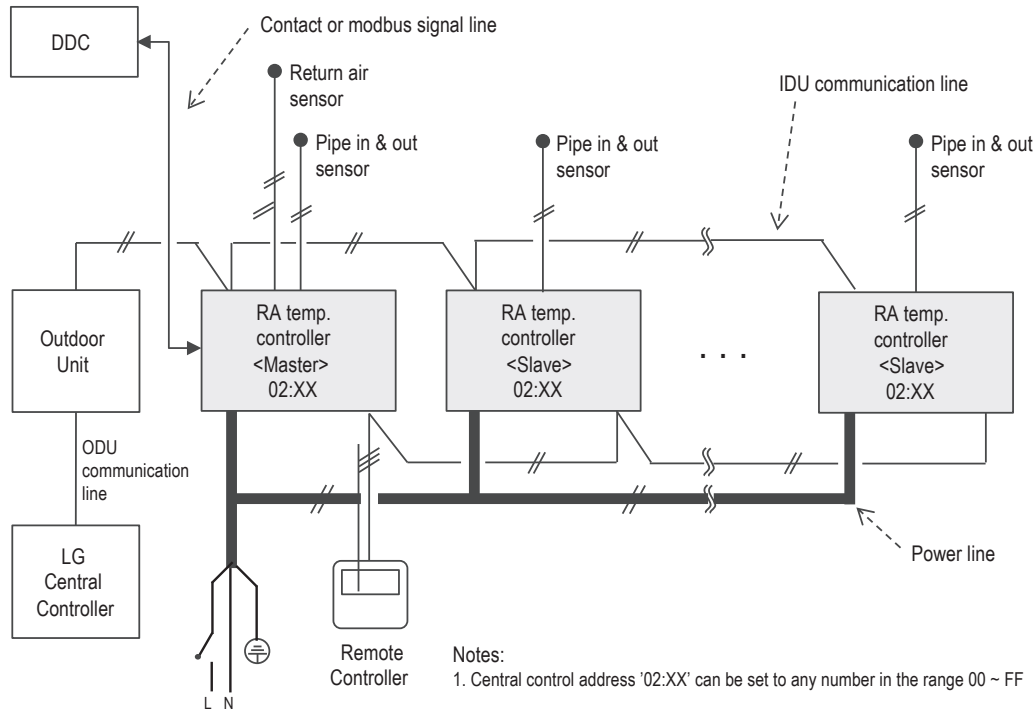 DDC
Contact or modbus signal line
Return air
sensor
IDU communication line
Pipe in & out
sensor
Pipe in & out
sensor
Pipe in & out
sensor
Outdoor
Unit
RA temp.
controller
<Master>
02:XX
RA temp.
controller
<Slave>
02:XX
. . .
RA temp.
controller
<Slave>
02:XX
ODU
communication
line
LG
Central
Controller
Power line
L N
Remote
Controller
Notes:
1. Central control address '02:XX' can be set to any number in the range 00 ~ FF